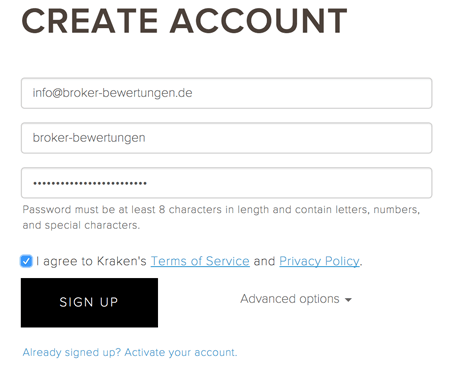 CREATE ACCOUNT
info@broker-bewertungen.de
broker-bewertungen
•••••••••••••••••••••••••
Password must be at least 8 characters in length and contain letters, numbers,
and special characters.
I agree to Kraken's Terms of Service and Privacy Policy.
SIGN UP
Advanced options
Already signed up? Activate your account.